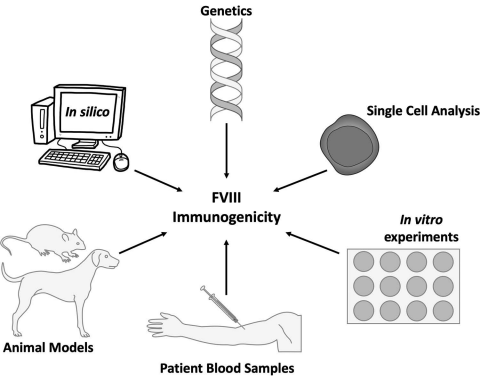 Genetics
In silico
Single Cell Analysis
FVIII
Immunogenicity
In vitro
experiments
Animal Models
Patient Blood Samples